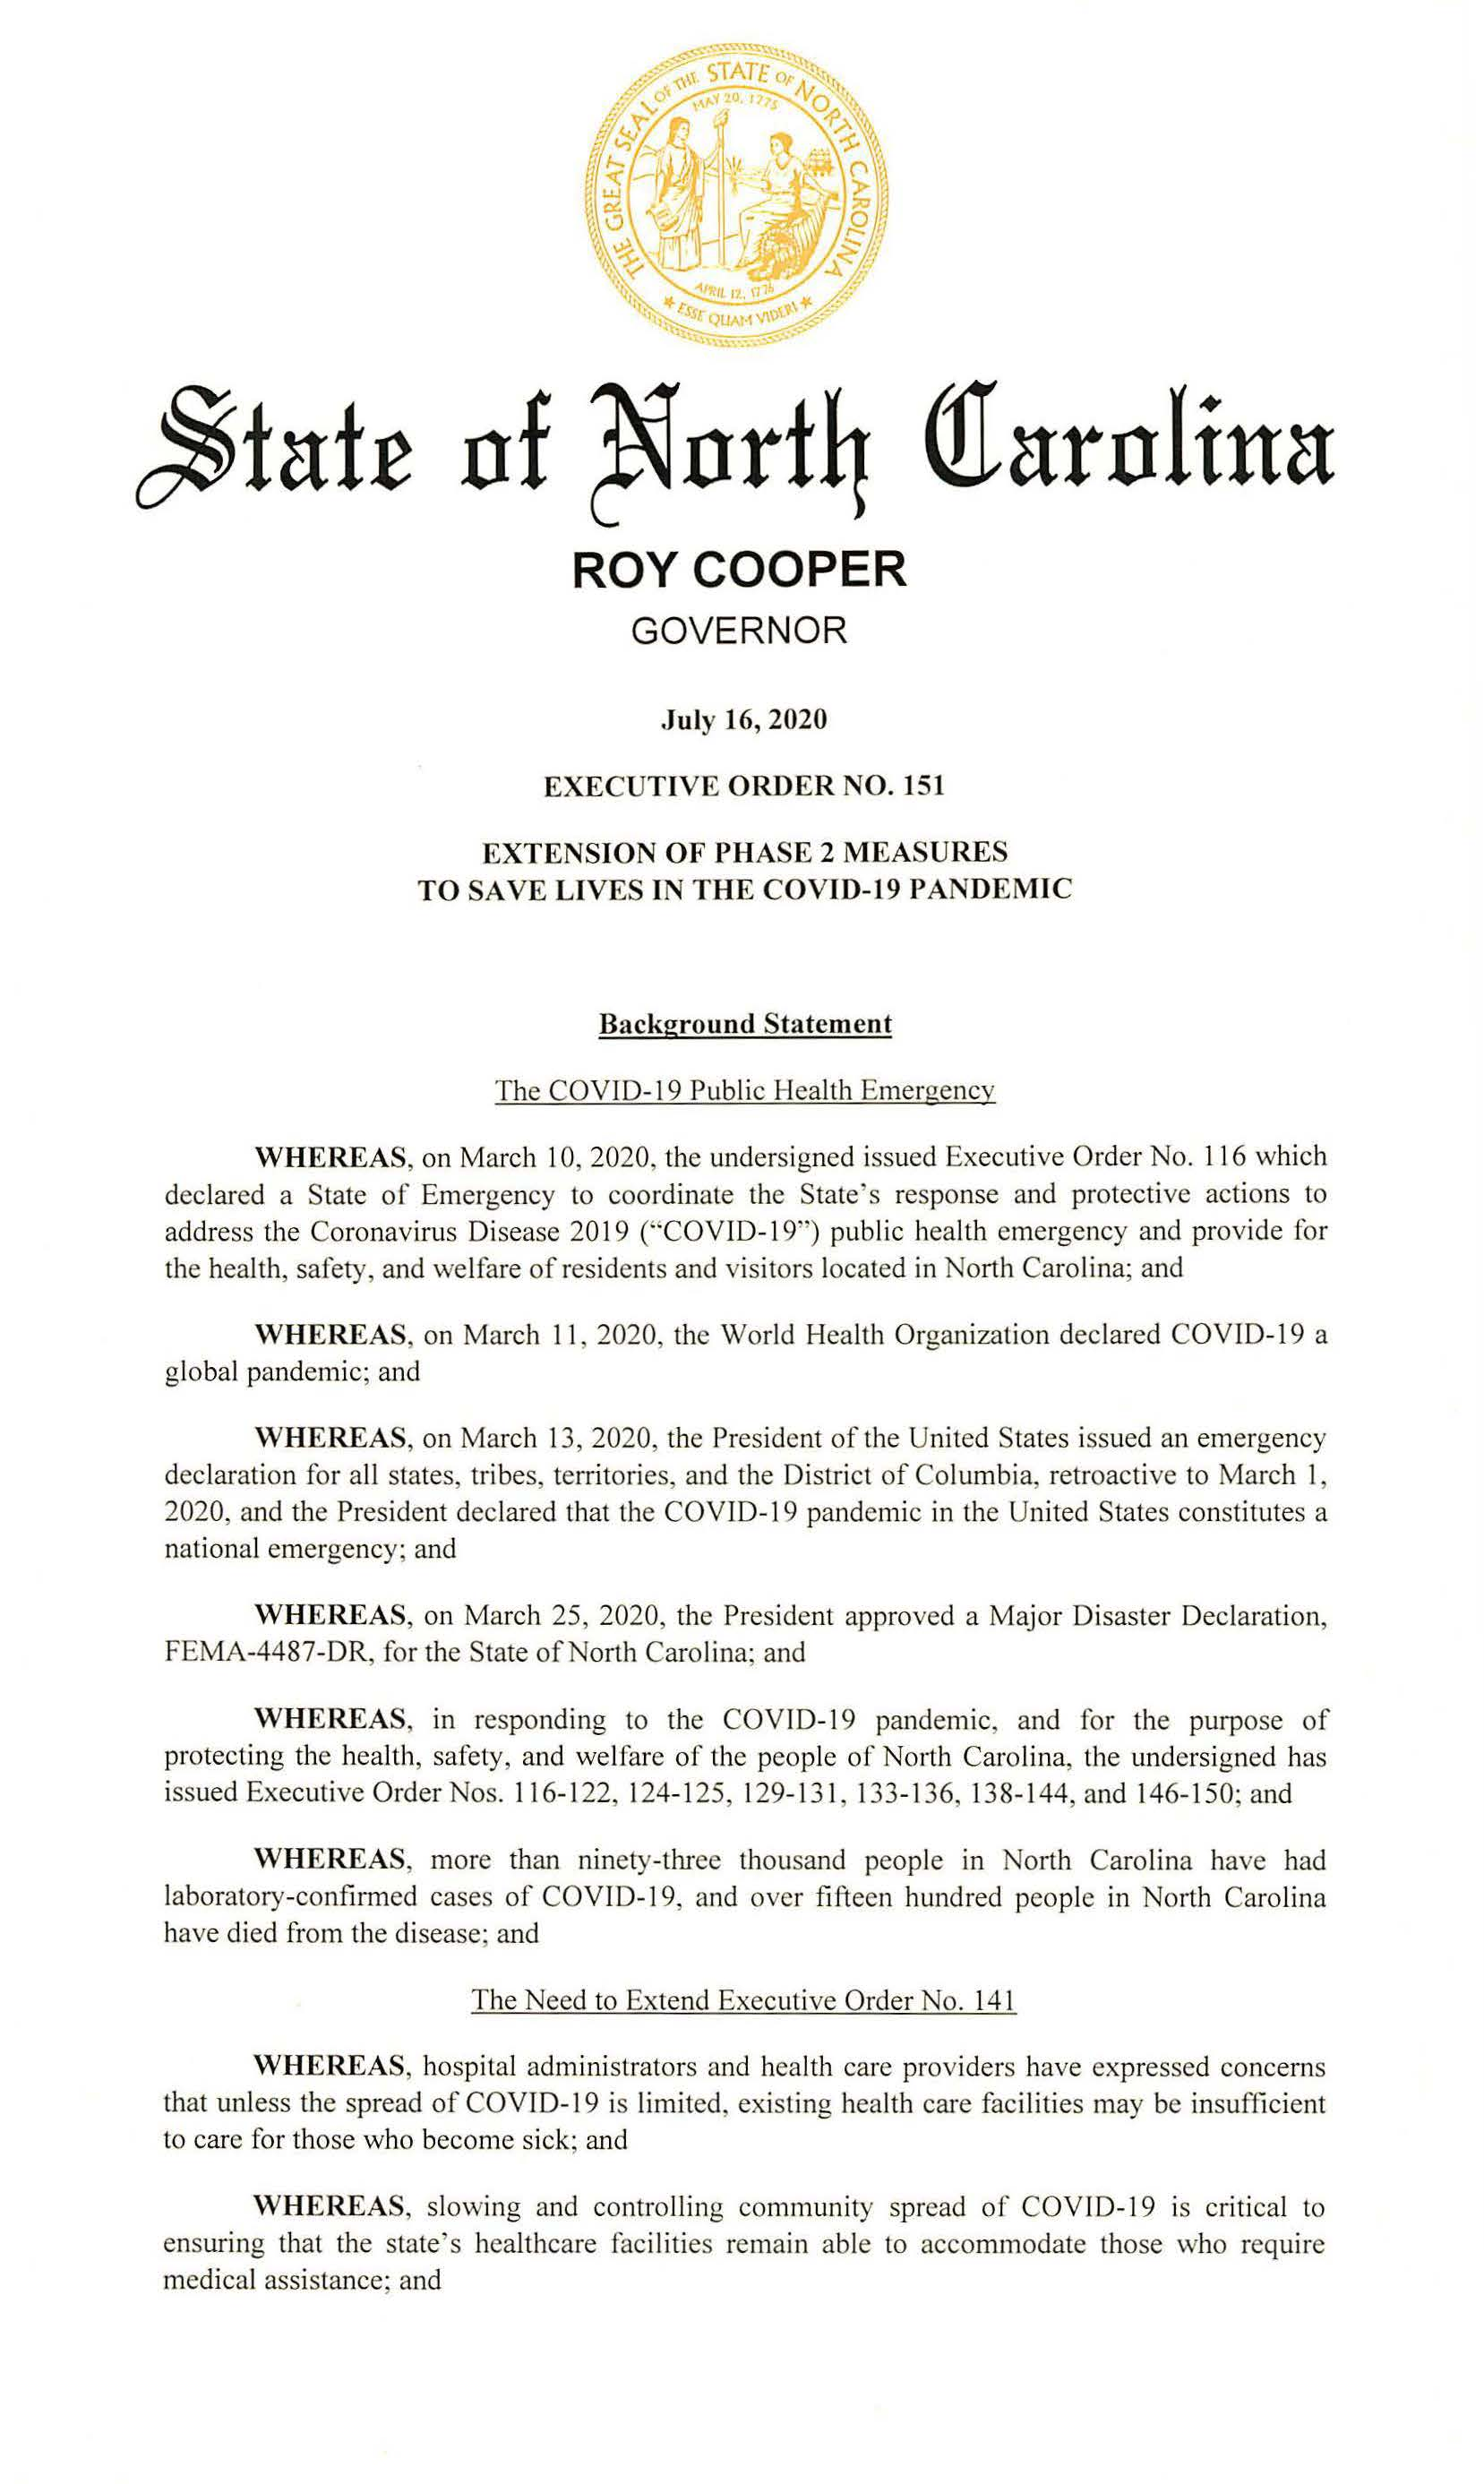 THE GREAT SEAL OF THE STATE OF NORTH CAROLINA
MAY 20, 1775
APRIL 12, 1776
★ ESSE QUAM VIDERI ★
State of North Carolina
ROY COOPER
GOVERNOR
July 16, 2020
EXECUTIVE ORDER NO. 151
EXTENSION OF PHASE 2 MEASURES
TO SAVE LIVES IN THE COVID-19 PANDEMIC
Background Statement
The COVID-19 Public Health Emergency
WHEREAS, on March 10, 2020, the undersigned issued Executive Order No. 116 which
declared a State of Emergency to coordinate the State's response and protective actions to
address the Coronavirus Disease 2019 (“COVID-19”) public health emergency and provide for
the health, safety, and welfare of residents and visitors located in North Carolina; and
WHEREAS, on March 11, 2020, the World Health Organization declared COVID-19 a
global pandemic; and
WHEREAS, on March 13, 2020, the President of the United States issued an emergency
declaration for all states, tribes, territories, and the District of Columbia, retroactive to March 1,
2020, and the President declared that the COVID-19 pandemic in the United States constitutes a
national emergency; and
WHEREAS, on March 25, 2020, the President approved a Major Disaster Declaration,
FEMA-4487-DR, for the State of North Carolina; and
WHEREAS, in responding to the COVID-19 pandemic, and for the purpose of
protecting the health, safety, and welfare of the people of North Carolina, the undersigned has
issued Executive Order Nos. 116-122, 124-125, 129-131, 133-136, 138-144, and 146-150; and
WHEREAS, more than ninety-three thousand people in North Carolina have had
laboratory-confirmed cases of COVID-19, and over fifteen hundred people in North Carolina
have died from the disease; and
The Need to Extend Executive Order No. 141
WHEREAS, hospital administrators and health care providers have expressed concerns
that unless the spread of COVID-19 is limited, existing health care facilities may be insufficient
to care for those who become sick; and
WHEREAS, slowing and controlling community spread of COVID-19 is critical to
ensuring that the state's healthcare facilities remain able to accommodate those who require
medical assistance; and